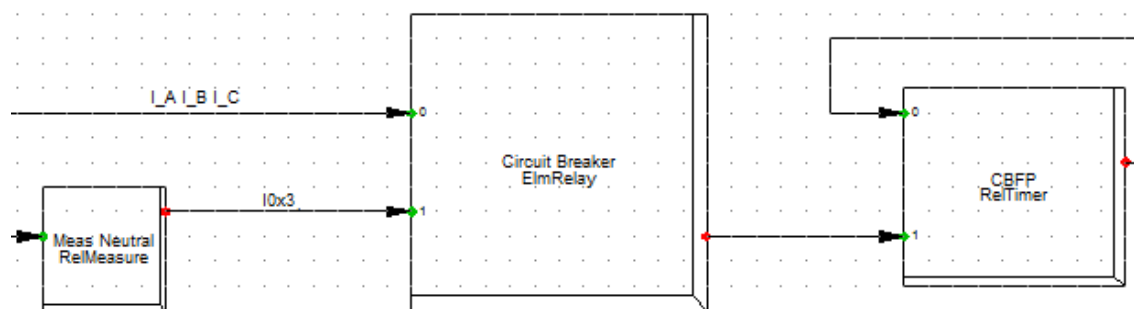 I_A I_B I_C
0
Circuit Breaker
ElmRelay
0
CBFP
RelTimer
I0x3
1
1
Meas Neutral
RelMeasure